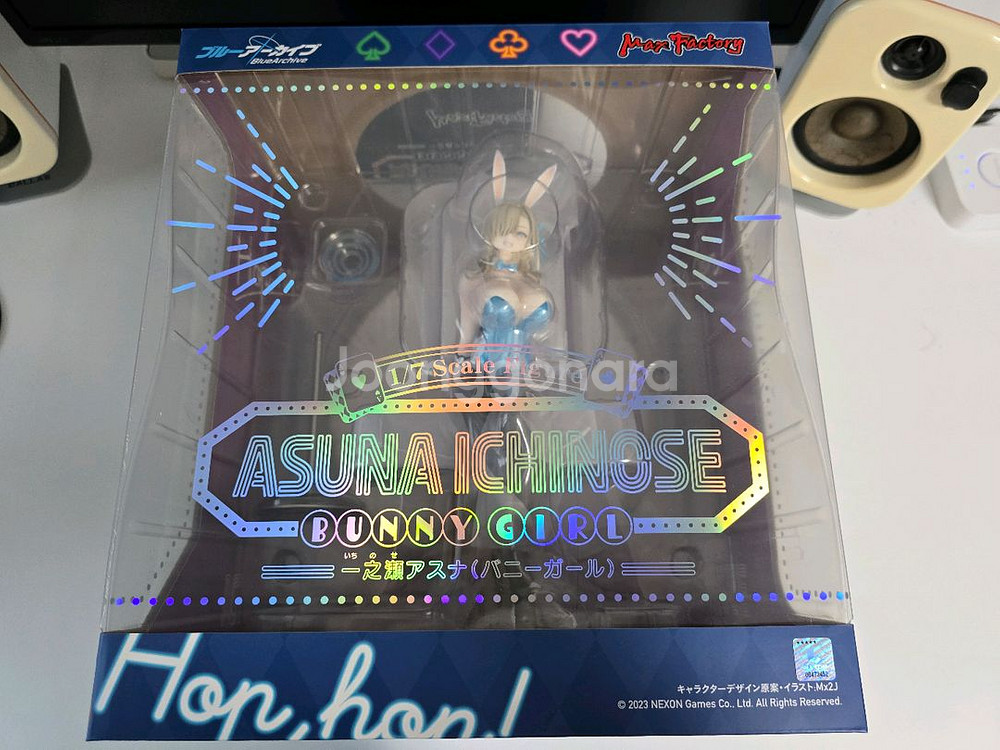 ブルーアーカイブ
BlueArchive
Max Factory
Joonggonara
1/7 Scale
ASUNA ICHINOSE
BUNNY GIRL
いちのせ
一之瀬アスナ(バニーガール)
Hop, hop!
キャラクターデザイン原案・イラスト:Mx2J
© 2023 NEXON Games Co., Ltd. All Rights Reserved.